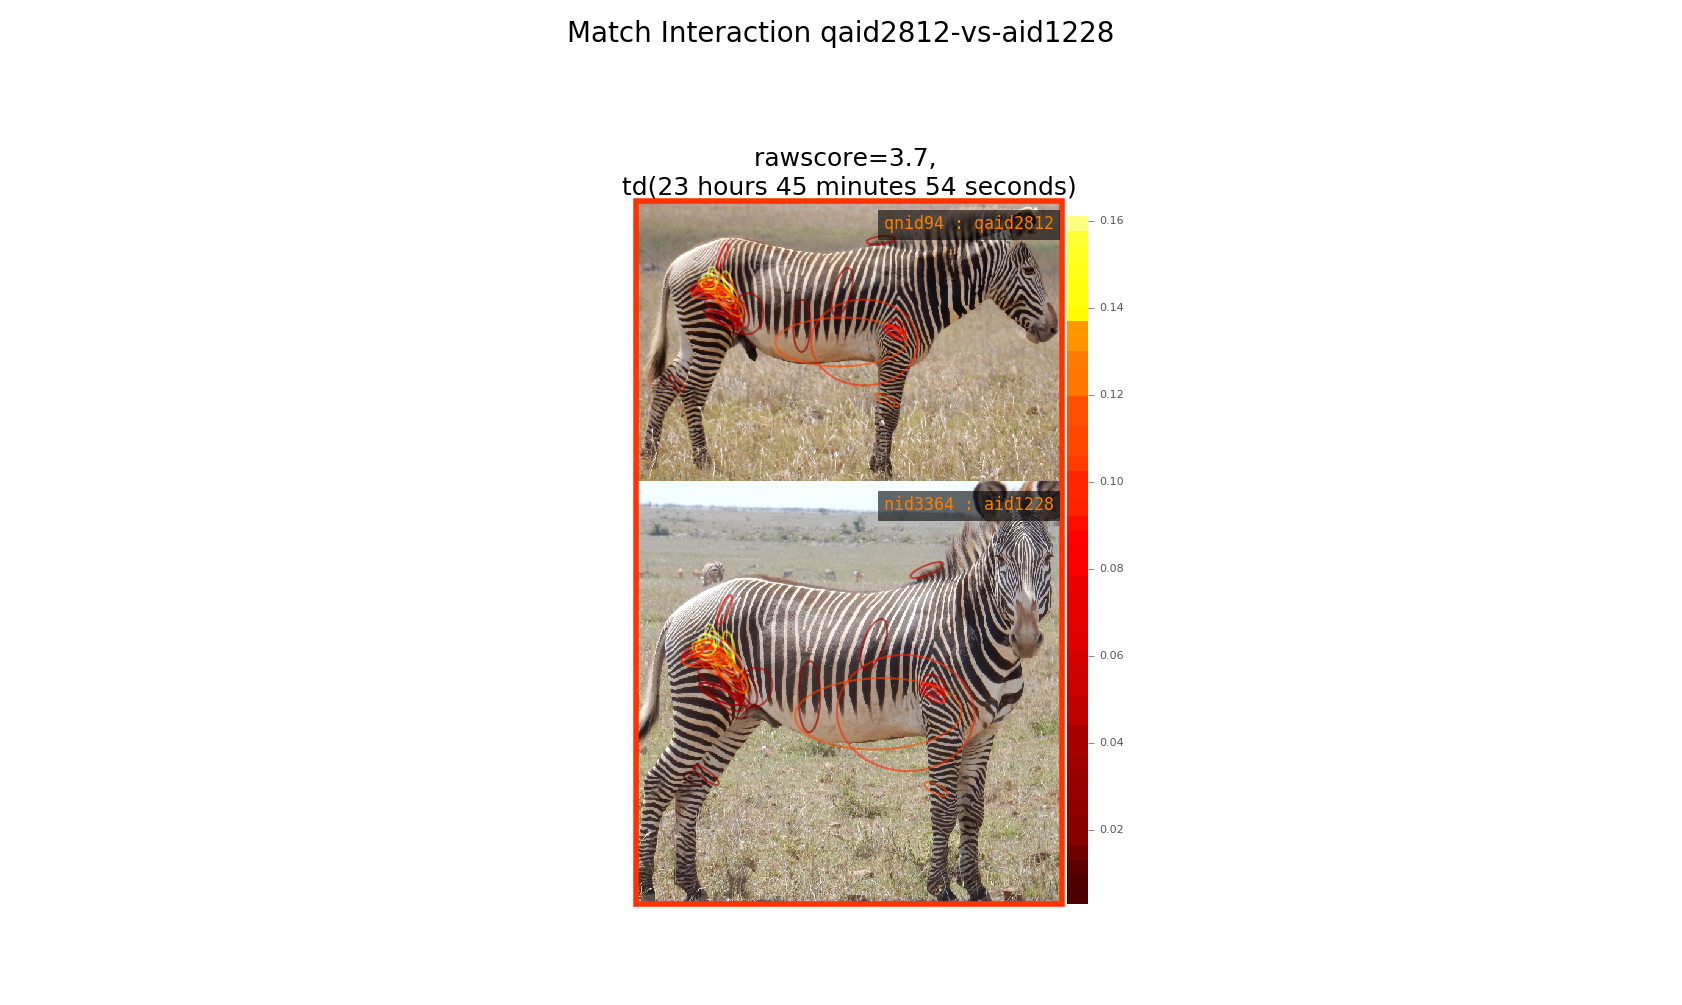 Match Interaction qaid2812-vs-aid1228
rawscore=3.7,
td(23 hours 45 minutes 54 seconds)
qnid94 : qaid2812
nid3364 : aid1228
0.16
0.14
0.12
0.10
0.08
0.06
0.04
0.02